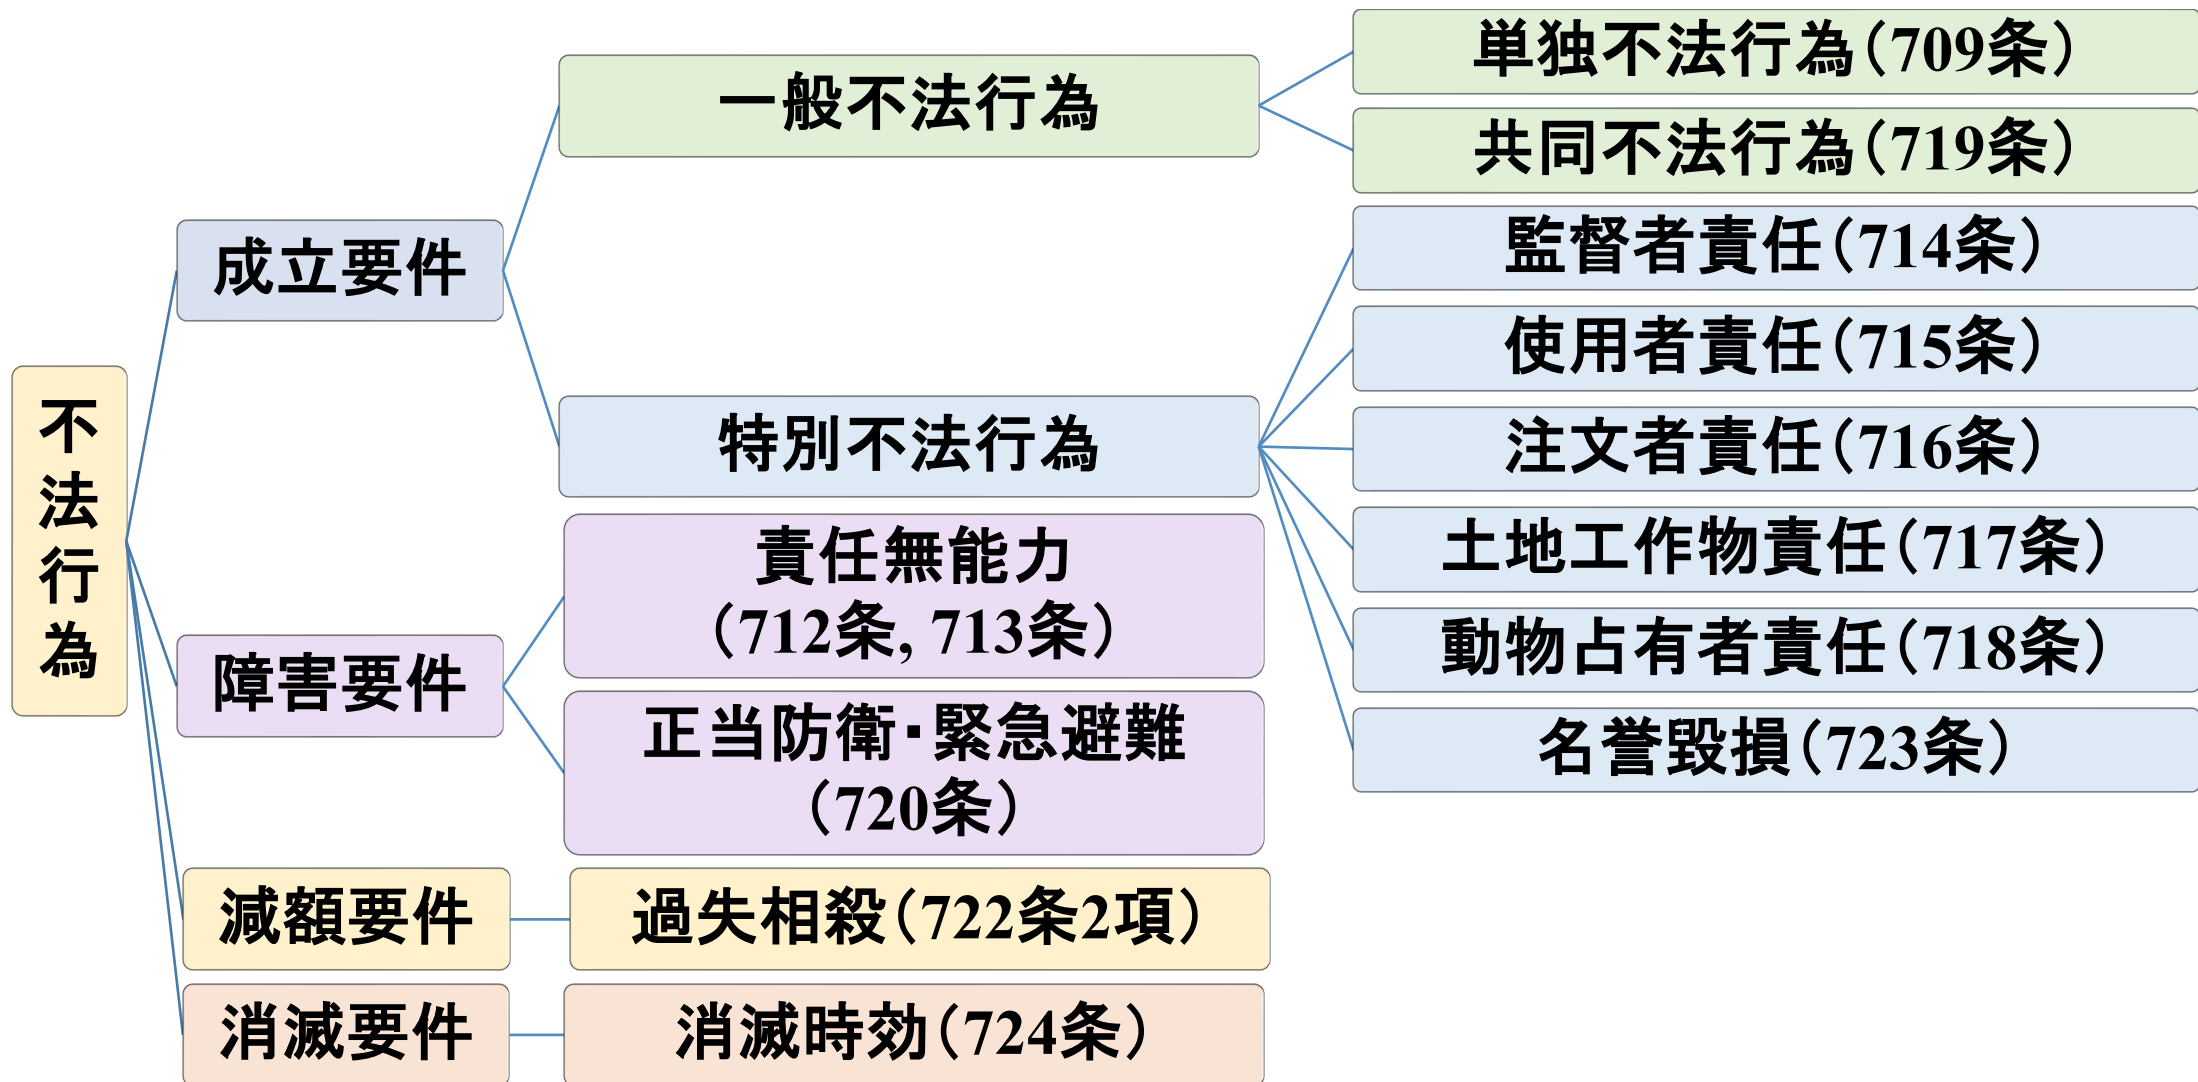 不法行為
成立要件
一般不法行為
単独不法行為(709条)
共同不法行為(719条)
特別不法行為
監督者責任(714条)
使用者責任(715条)
注文者責任(716条)
土地工作物責任(717条)
動物占有者責任(718条)
名誉毀損(723条)
障害要件
責任無能力
(712条, 713条)
正当防衛・緊急避難
(720条)
減額要件
過失相殺(722条2項)
消滅要件
消滅時効(724条)